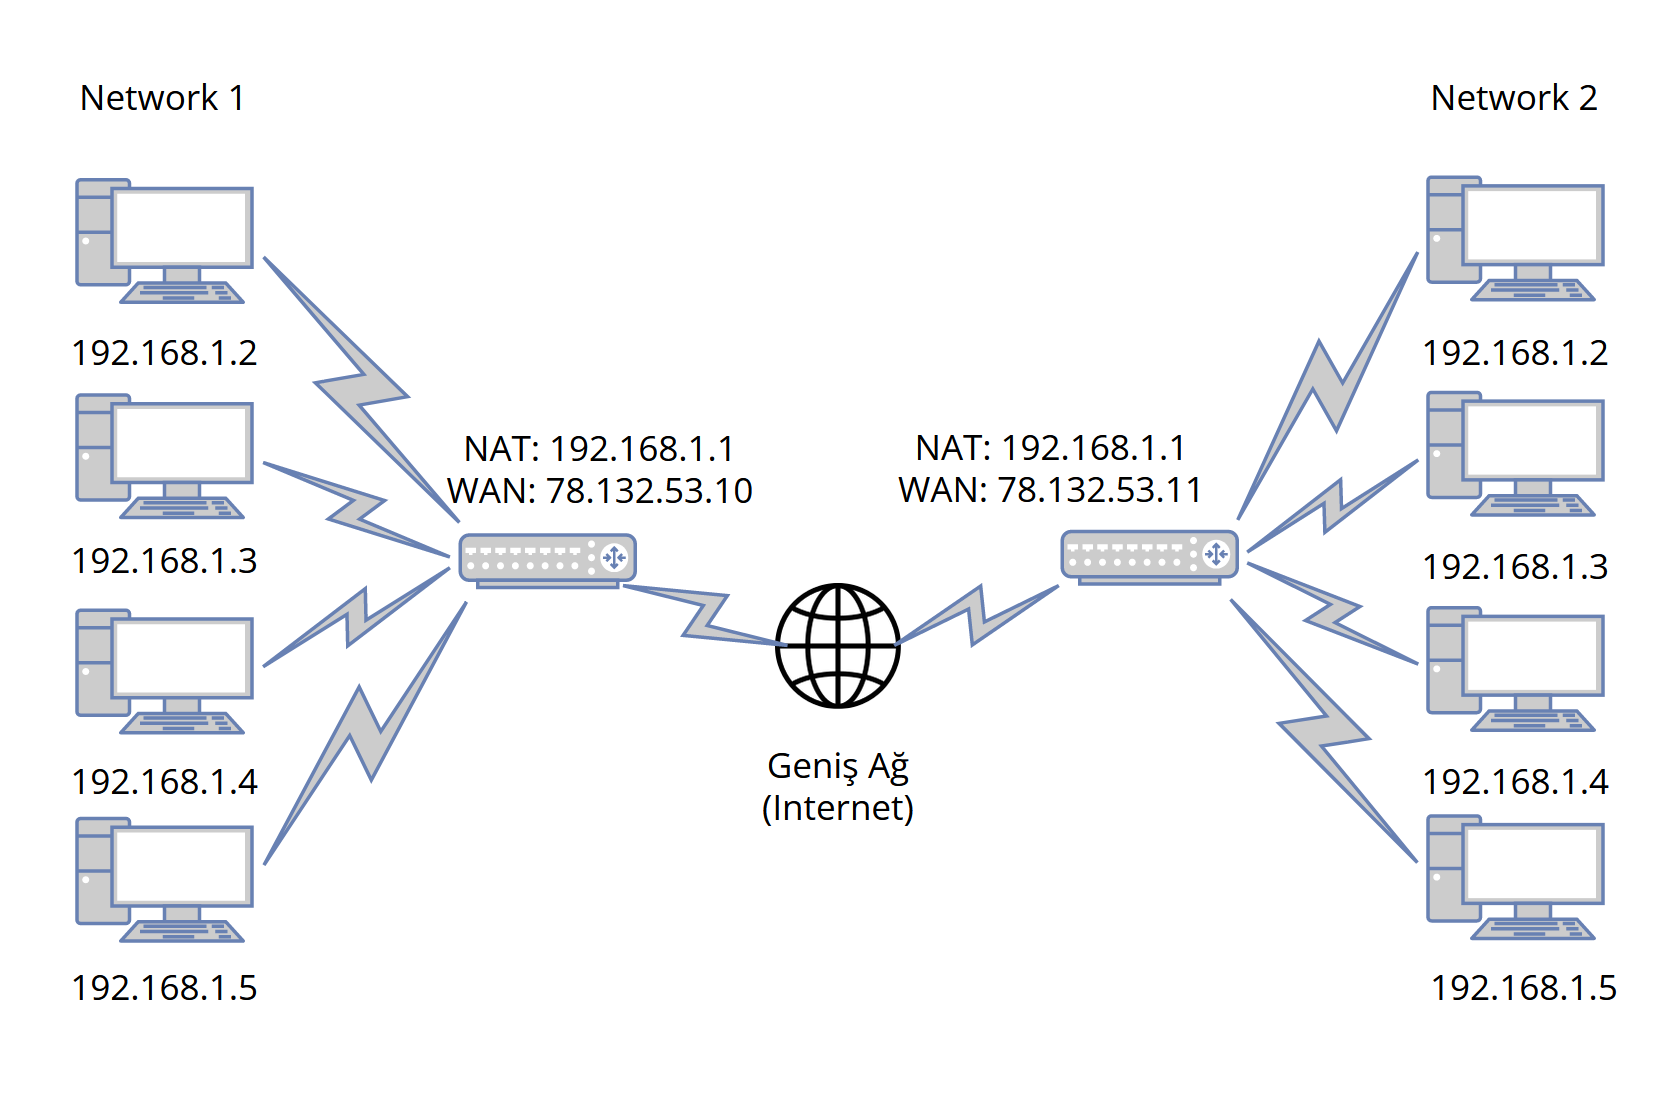 Network 1
Network 2
192.168.1.2
192.168.1.2
NAT: 192.168.1.1
WAN: 78.132.53.10
NAT: 192.168.1.1
WAN: 78.132.53.11
192.168.1.3
192.168.1.3
192.168.1.4
Geniş Ağ
(Internet)
192.168.1.4
192.168.1.5
192.168.1.5